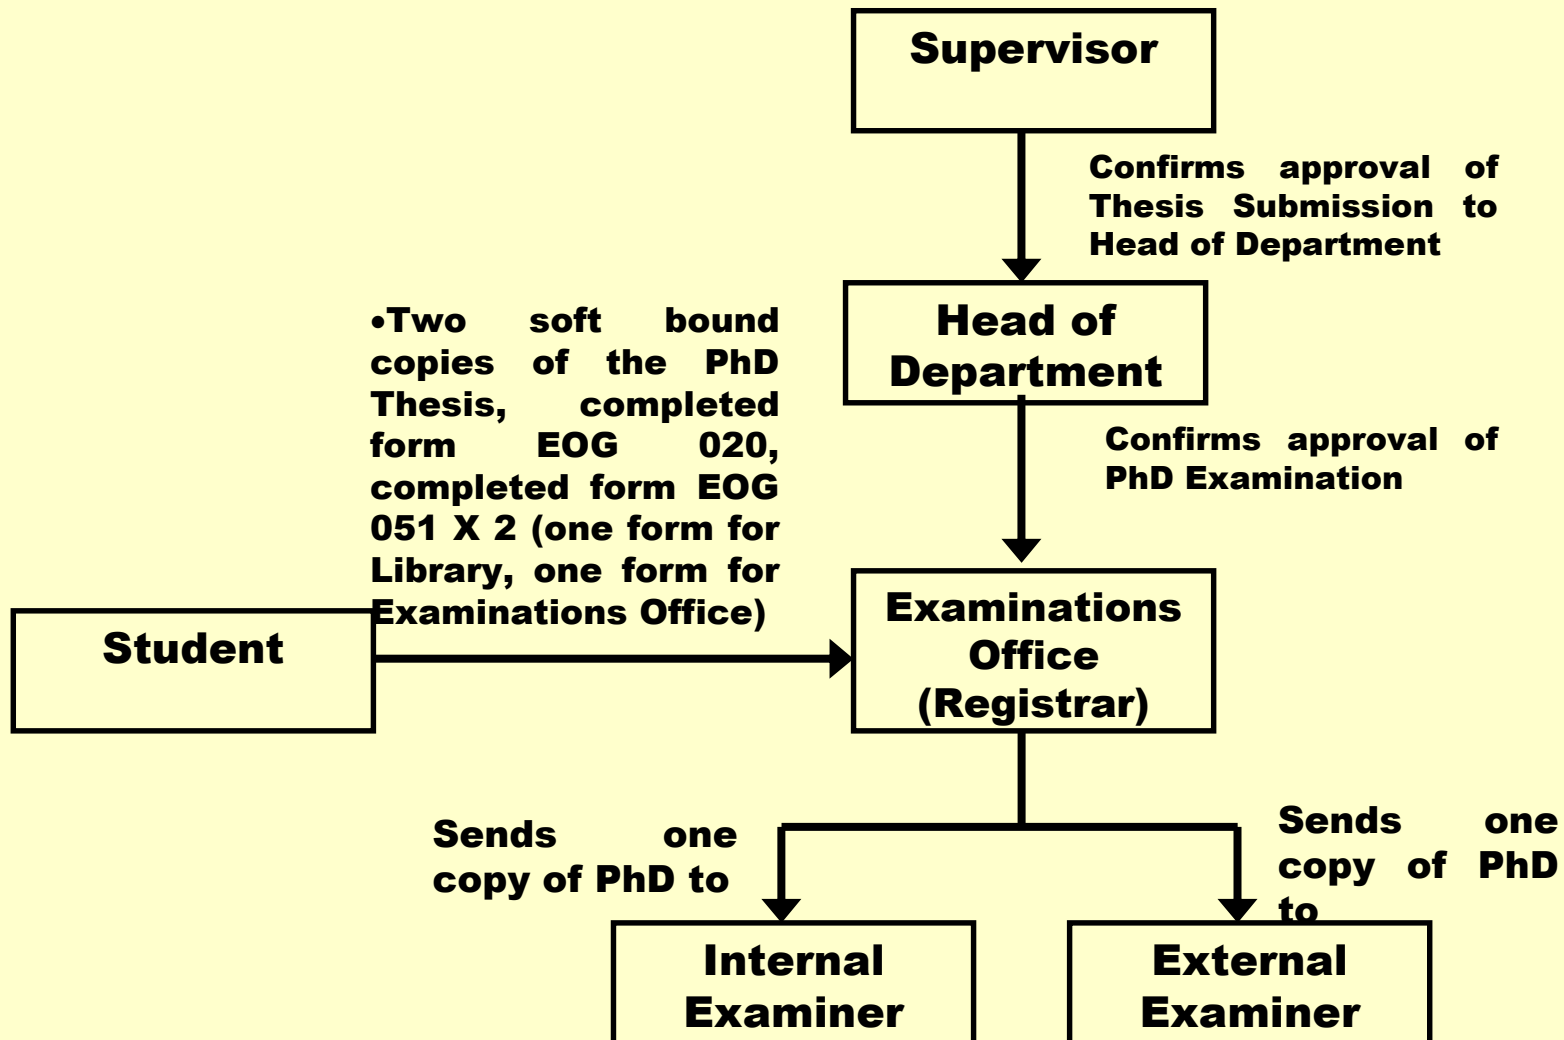 Supervisor
Confirms approval of
Thesis Submission to
Head of Department
Head of
Department
•Two soft bound
copies of the PhD
Thesis, completed
form EOG 020,
completed form EOG
051 X 2 (one form for
Library, one form for
Examinations Office)
Confirms approval of
PhD Examination
Student
Examinations
Office
(Registrar)
Sends one
copy of PhD to
Sends one
copy of PhD
to
Internal
Examiner
External
Examiner